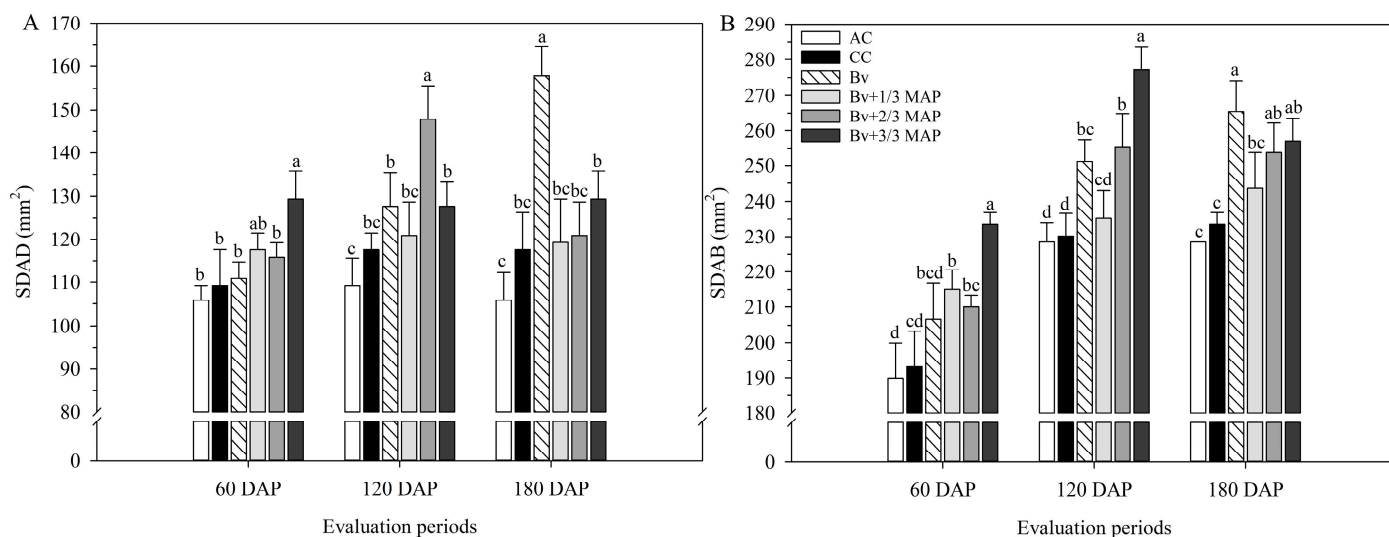 A
SDAD (mm²)
170
160
150
140
130
120
110
100
90
80
0
b
b
b
ab
b
a
c
bc
b
bc
a
b
c
bc
a
bc
bc
b
60 DAP
120 DAP
180 DAP
Evaluation periods
B
SDAB (mm²)
290
280
270
260
250
240
230
220
210
200
190
180
0
AC
CC
Bv
Bv+1/3 MAP
Bv+2/3 MAP
Bv+3/3 MAP
d
cd
bcd
b
bc
a
d
d
bc
cd
b
a
c
c
a
bc
ab
ab
60 DAP
120 DAP
180 DAP
Evaluation periods